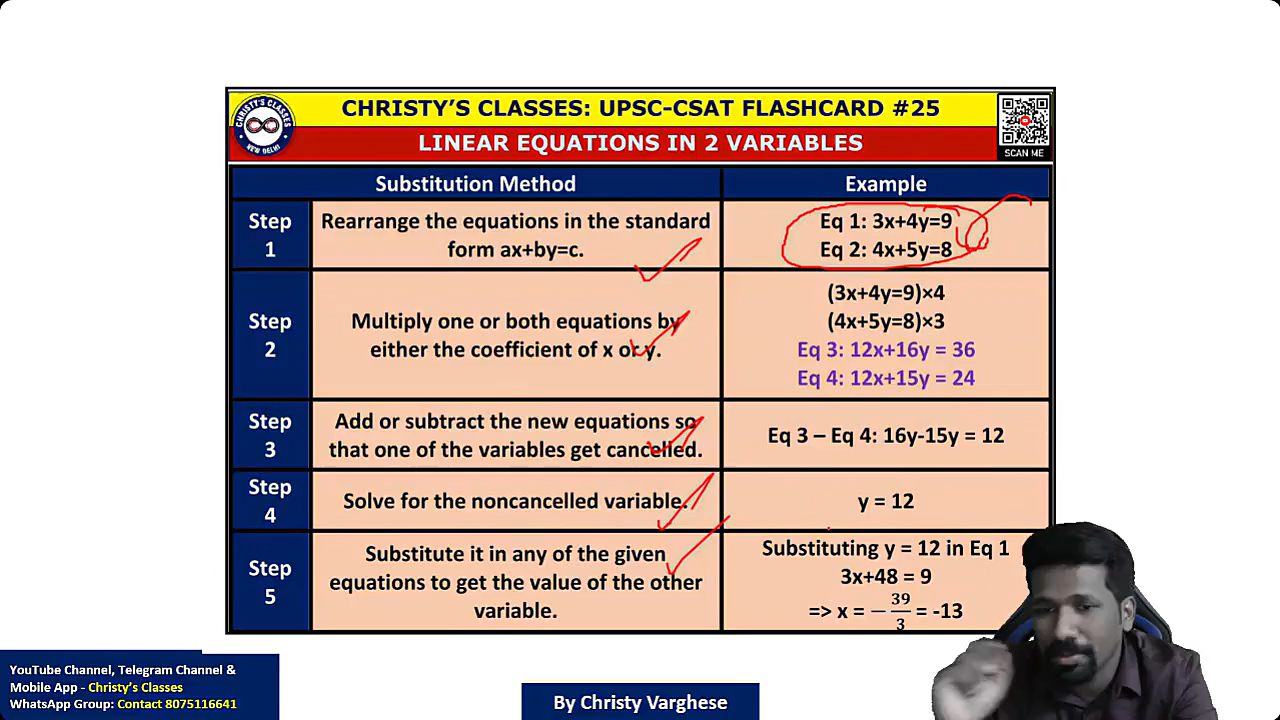 CHRISTY'S CLASSES: UPSC-CSAT FLASHCARD #25
LINEAR EQUATIONS IN 2 VARIABLES
CHRISTY'S CLASSES
NEW DELHI
SCAN ME
Substitution Method
Example
Step
1
Rearrange the equations in the standard
form ax+by=c.
Eq 1: 3x+4y=9
Eq 2: 4x+5y=8
Step
2
Multiply one or both equations by
either the coefficient of x or y.
(3x+4y=9)×4
(4x+5y=8)×3
Eq 3: 12x+16y = 36
Eq 4: 12x+15y = 24
Step
3
Add or subtract the new equations so
that one of the variables get cancelled.
Eq 3 – Eq 4: 16y-15y = 12
Step
4
Solve for the noncancelled variable.
y = 12
Step
5
Substitute it in any of the given
equations to get the value of the other
variable.
Substituting y = 12 in Eq 1
3x+48 = 9
=> x = −39/3 = -13
YouTube Channel, Telegram Channel &
Mobile App - Christy's Classes
WhatsApp Group: Contact 8075116641
By Christy Varghese